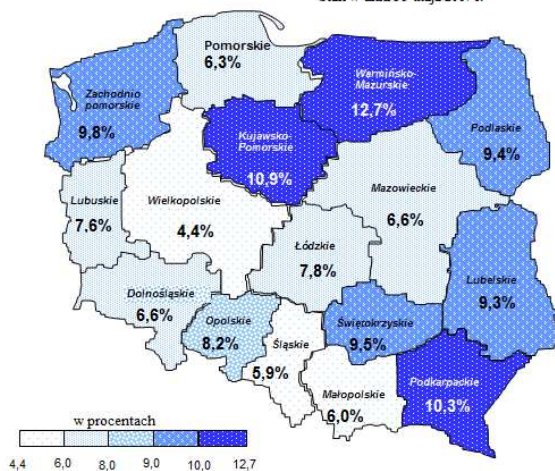 Pomorskie
6,3%
Warmińsko-
Mazurskie
12,7%
Zachodnio
pomorskie
9,8%
Podlaskie
9,4%
Kujawsko-
Pomorskie
10,9%
Mazowieckie
6,6%
Lubuskie
7,6%
Wielkopolskie
4,4%
Łódzkie
7,8%
Lubelskie
9,3%
Dolnośląskie
6,6%
Opolskie
8,2%
Śląskie
5,9%
Świętokrzyskie
9,5%
Małopolskie
6,0%
Podkarpackie
10,3%
w procentach
4,4 6,0 8,0 9,0 10,0 12,7